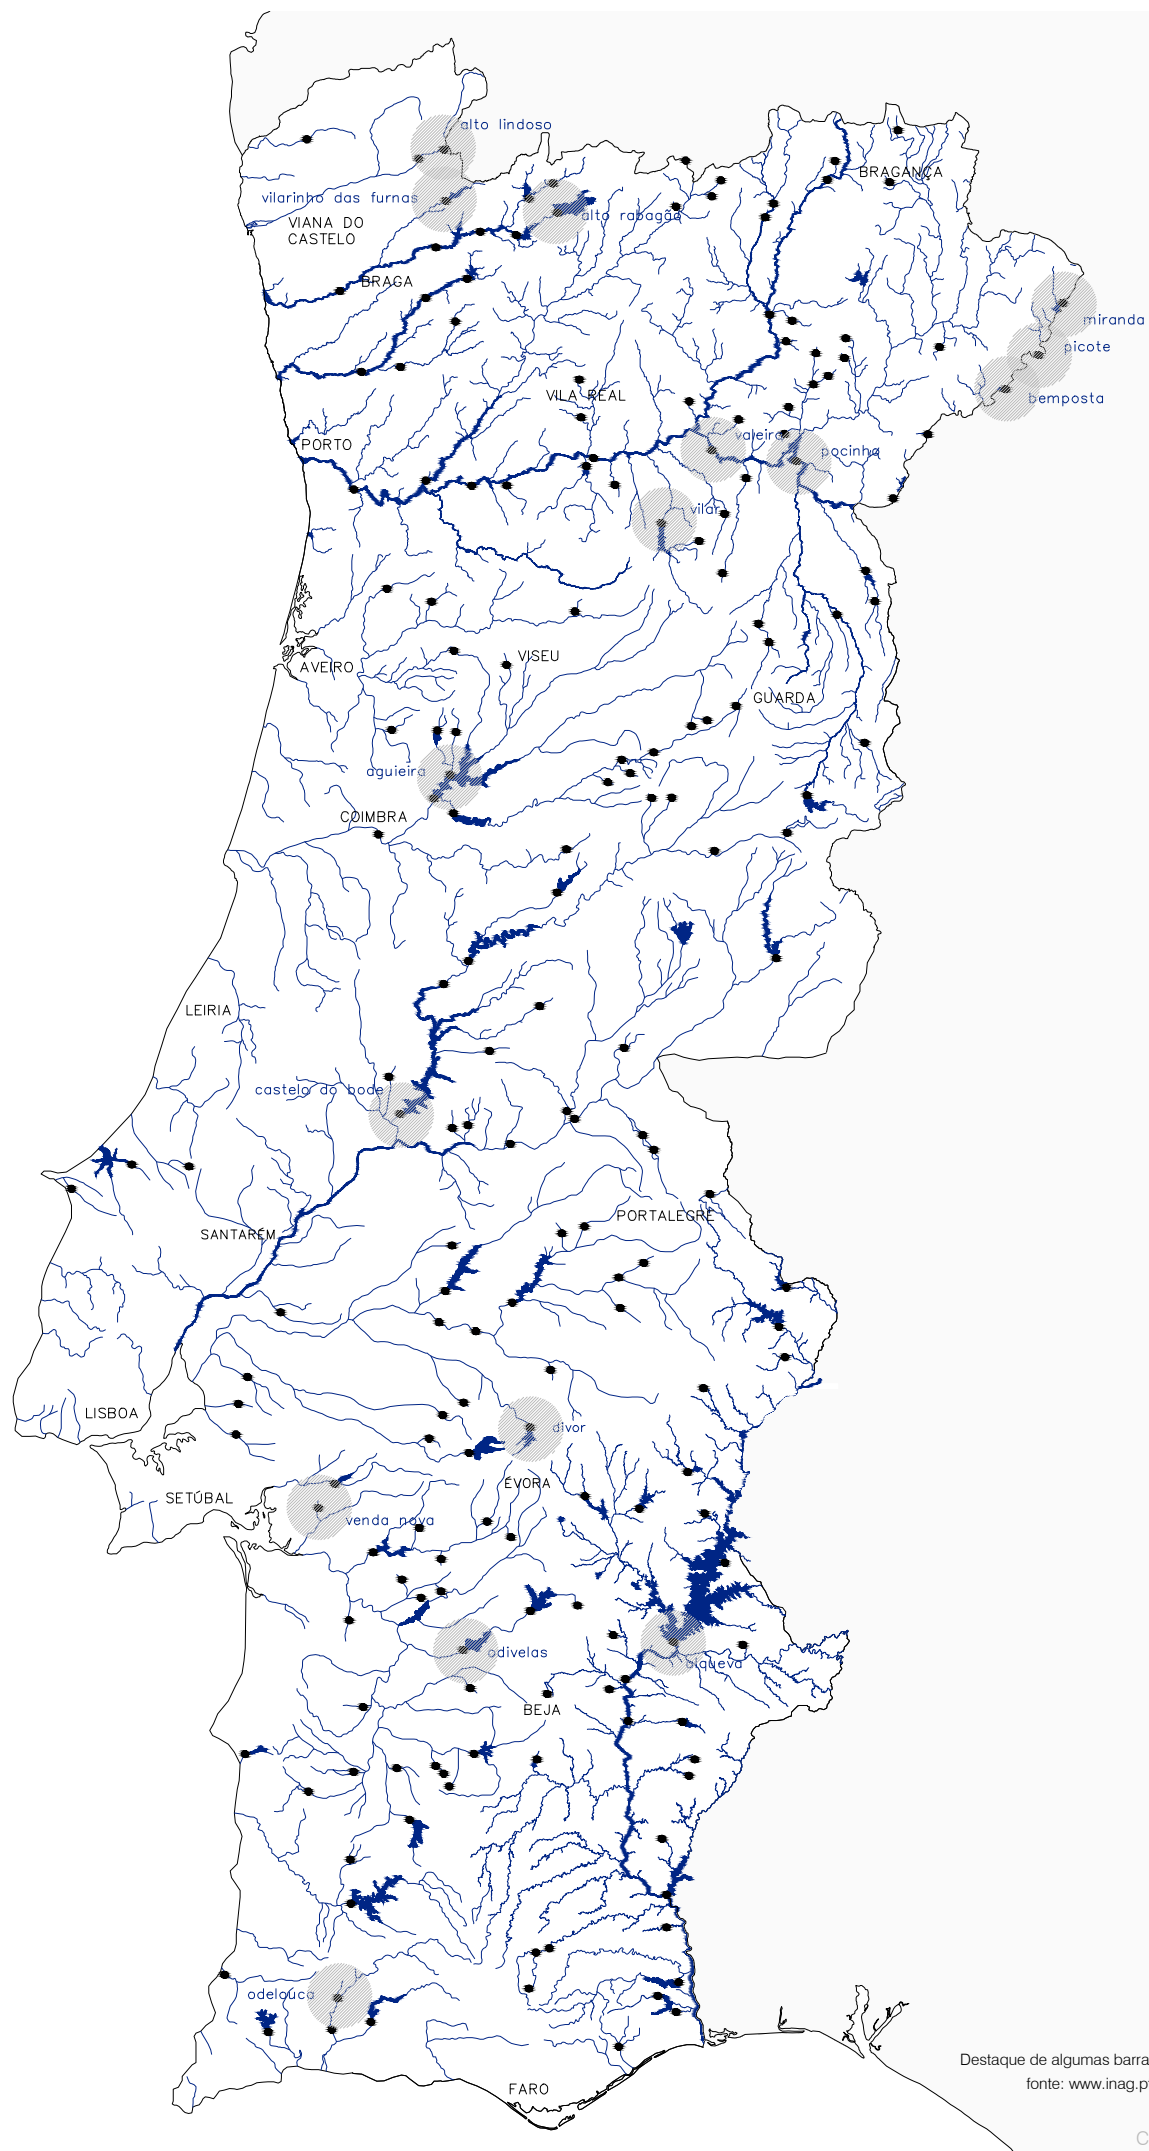 alto lindoso
BRAGANÇA
vilarinho das furnas
alto rabagão
VIANA DO
CASTELO
BRAGA
miranda
picote
VILA REAL
bemposta
valeira
PORTO
pocinho
vilar
VISEU
AVEIRO
GUARDA
aguieira
COIMBRA
LEIRIA
castelo do bode
PORTALEGRE
SANTARÉM
LISBOA
divor
ÉVORA
SETÚBAL
venda nova
odivelas
alqueva
BEJA
odelouca
Destaque de algumas barra
fonte: www.inag.p
FARO
C